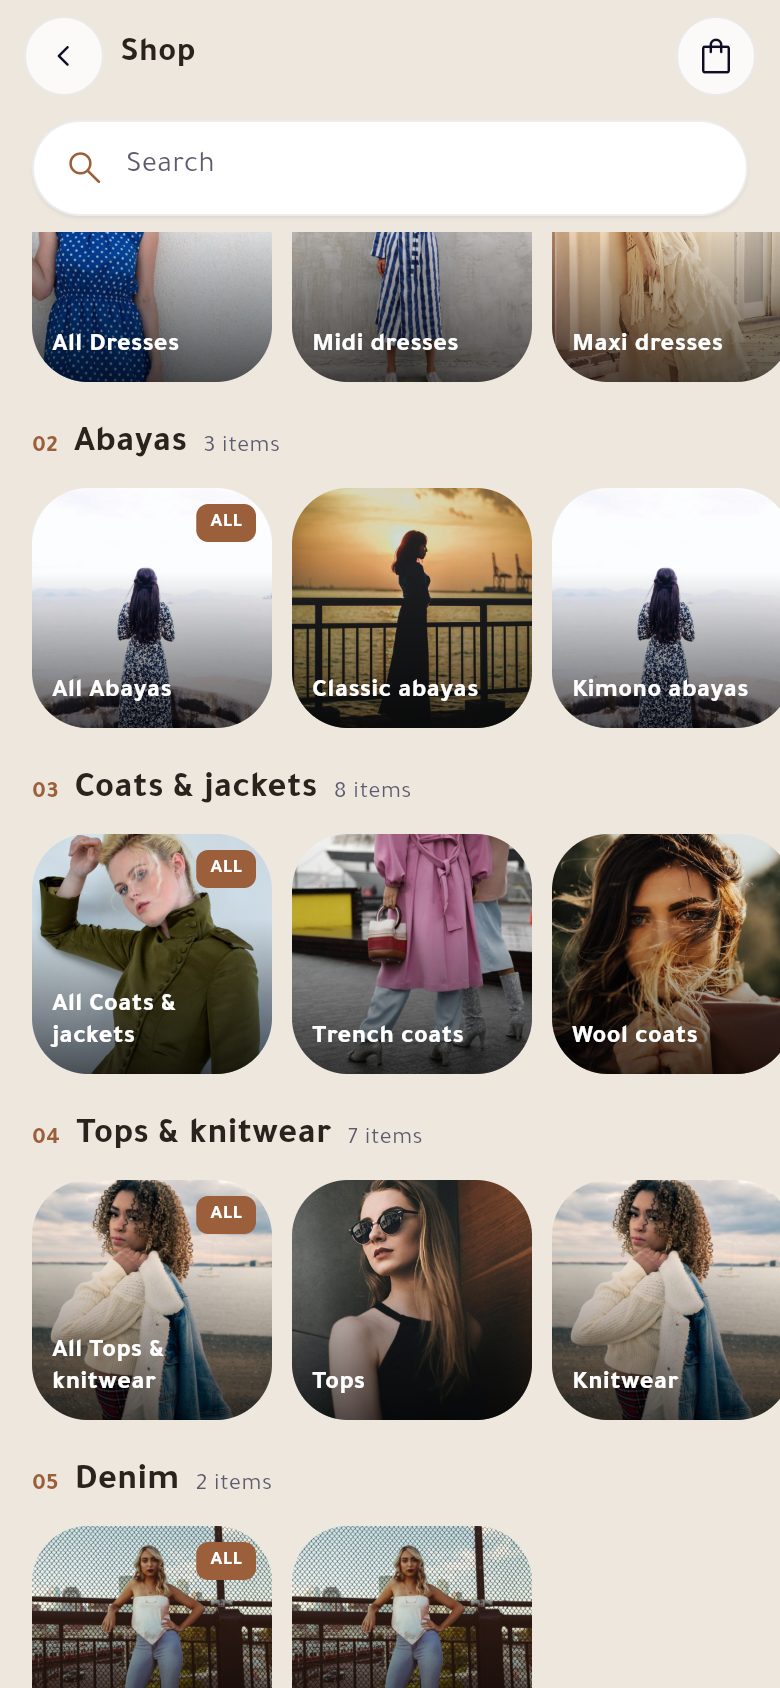 Shop
Search
All Dresses
Midi dresses
Maxi dresses
02 Abayas 3 items
ALL
All Abayas
Classic abayas
Kimono abayas
03 Coats & jackets 8 items
ALL
All Coats &
jackets
Trench coats
Wool coats
04 Tops & knitwear 7 items
ALL
All Tops &
knitwear
Tops
Knitwear
05 Denim 2 items
ALL